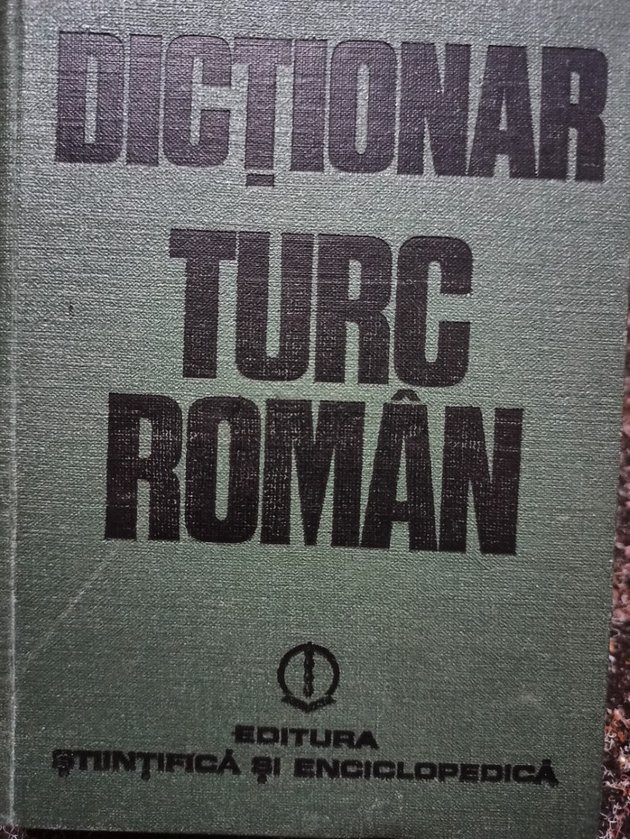 DICȚIONAR
TURC
ROMÂN
EDITURA
ȘTIINȚIFICĂ ȘI ENCICLOPEDICĂ